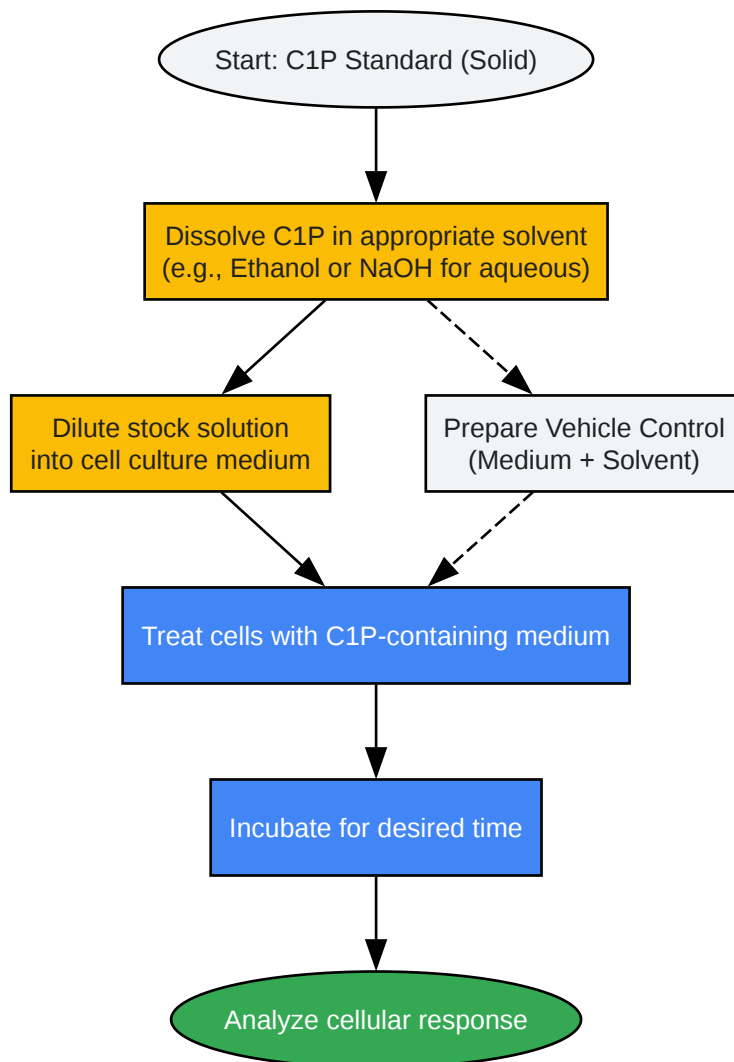 Start: C1P Standard (Solid)
Dissolve C1P in appropriate solvent
(e.g., Ethanol or NaOH for aqueous)
Dilute stock solution
into cell culture medium
Prepare Vehicle Control
(Medium + Solvent)
Treat cells with C1P-containing medium
Incubate for desired time
Analyze cellular response